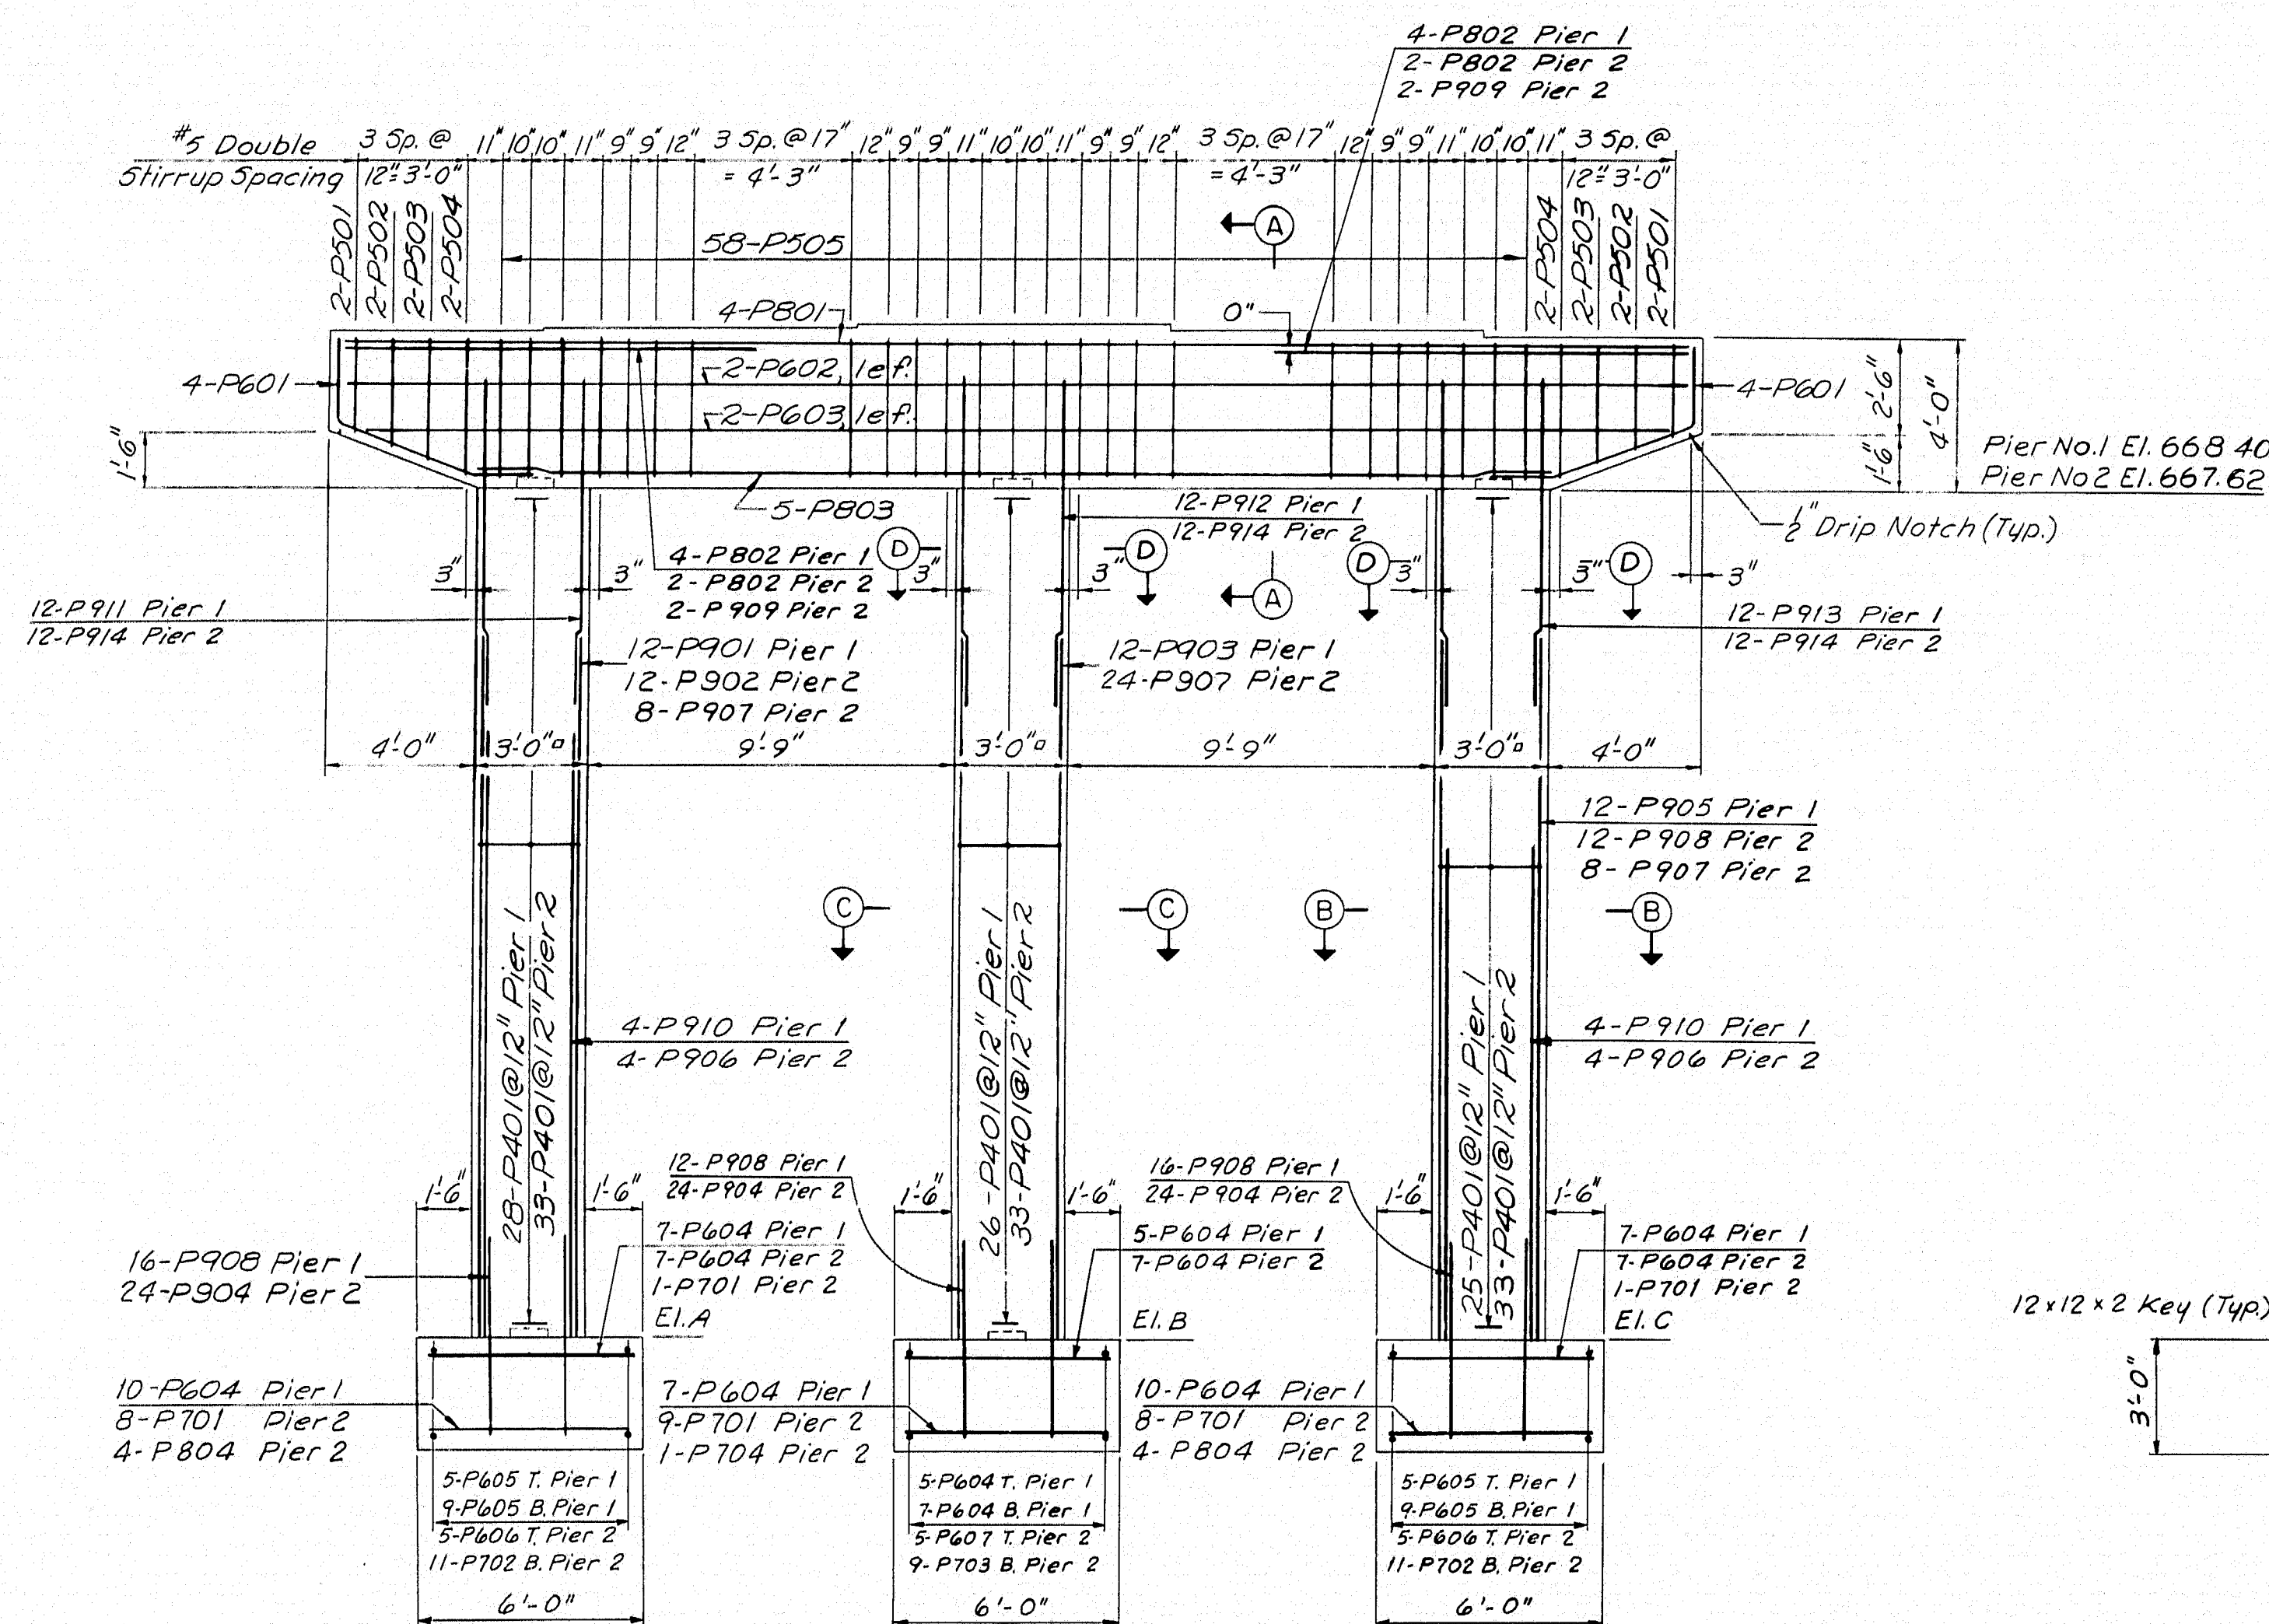 4-P802 Pier 1
2-P802 Pier 2
2-P909 Pier 2
#5 Double
Stirrup Spacing
3 Sp. @
12"=3'-0"
11" 10" 10" 11" 9" 9" 12"
3 Sp. @ 17"
= 4'-3"
12" 9" 9" 11" 10" 10" 11" 9" 9" 12"
3 Sp. @ 17"
= 4'-3"
12" 9" 9" 11" 10" 10" 11"
3 Sp. @
12"=3'-0"
2-P501
2-P502
2-P503
2-P504
58-P505
A
2-P504
2-P503
2-P502
2-P501
4-P801
0"
4-P601
2-P602, 1 e.f.
2-P603, 1 e.f.
4-P601
2'-6"
1'-6"
4'-0"
1'-6"
Pier No.1 El. 668 40
Pier No 2 El. 667.62
5-P803
12-P912 Pier 1
12-P914 Pier 2
1/2" Drip Notch (Typ.)
4-P802 Pier 1
2-P802 Pier 2
2-P909 Pier 2
D
D
D
D
3"
3"
3"
3"
3"
3"
3"
A
12-P911 Pier 1
12-P914 Pier 2
12-P913 Pier 1
12-P914 Pier 2
12-P901 Pier 1
12-P902 Pier 2
8-P907 Pier 2
12-P903 Pier 1
24-P907 Pier 2
4'-0"
3'-0"▫
9'-9"
3'-0"▫
9'-9"
3'-0"▫
4'-0"
12-P905 Pier 1
12-P908 Pier 2
8-P907 Pier 2
C
C
B
B
28-P401@12" Pier 1
33-P401@12" Pier 2
26-P401@12" Pier 1
33-P401@12" Pier 2
25-P401@12" Pier 1
33-P401@12" Pier 2
4-P910 Pier 1
4-P906 Pier 2
4-P910 Pier 1
4-P906 Pier 2
12-P908 Pier 1
24-P904 Pier 2
16-P908 Pier 1
24-P904 Pier 2
1'-6"
1'-6"
1'-6"
1'-6"
1'-6"
1'-6"
16-P908 Pier 1
24-P904 Pier 2
7-P604 Pier 1
7-P604 Pier 2
1-P701 Pier 2
El. A
5-P604 Pier 1
7-P604 Pier 2
El. B
7-P604 Pier 1
7-P604 Pier 2
1-P701 Pier 2
El. C
12x12x2 Key (Typ.)
3'-0"
10-P604 Pier 1
8-P701 Pier 2
4-P804 Pier 2
7-P604 Pier 1
9-P701 Pier 2
1-P704 Pier 2
10-P604 Pier 1
8-P701 Pier 2
4-P804 Pier 2
5-P605 T. Pier 1
9-P605 B. Pier 1
5-P606 T. Pier 2
11-P702 B. Pier 2
6'-0"
5-P604 T. Pier 1
7-P604 B. Pier 1
5-P607 T. Pier 2
9-P703 B. Pier 2
6'-0"
5-P605 T. Pier 1
9-P605 B. Pier 1
5-P606 T. Pier 2
11-P702 B. Pier 2
6'-0"